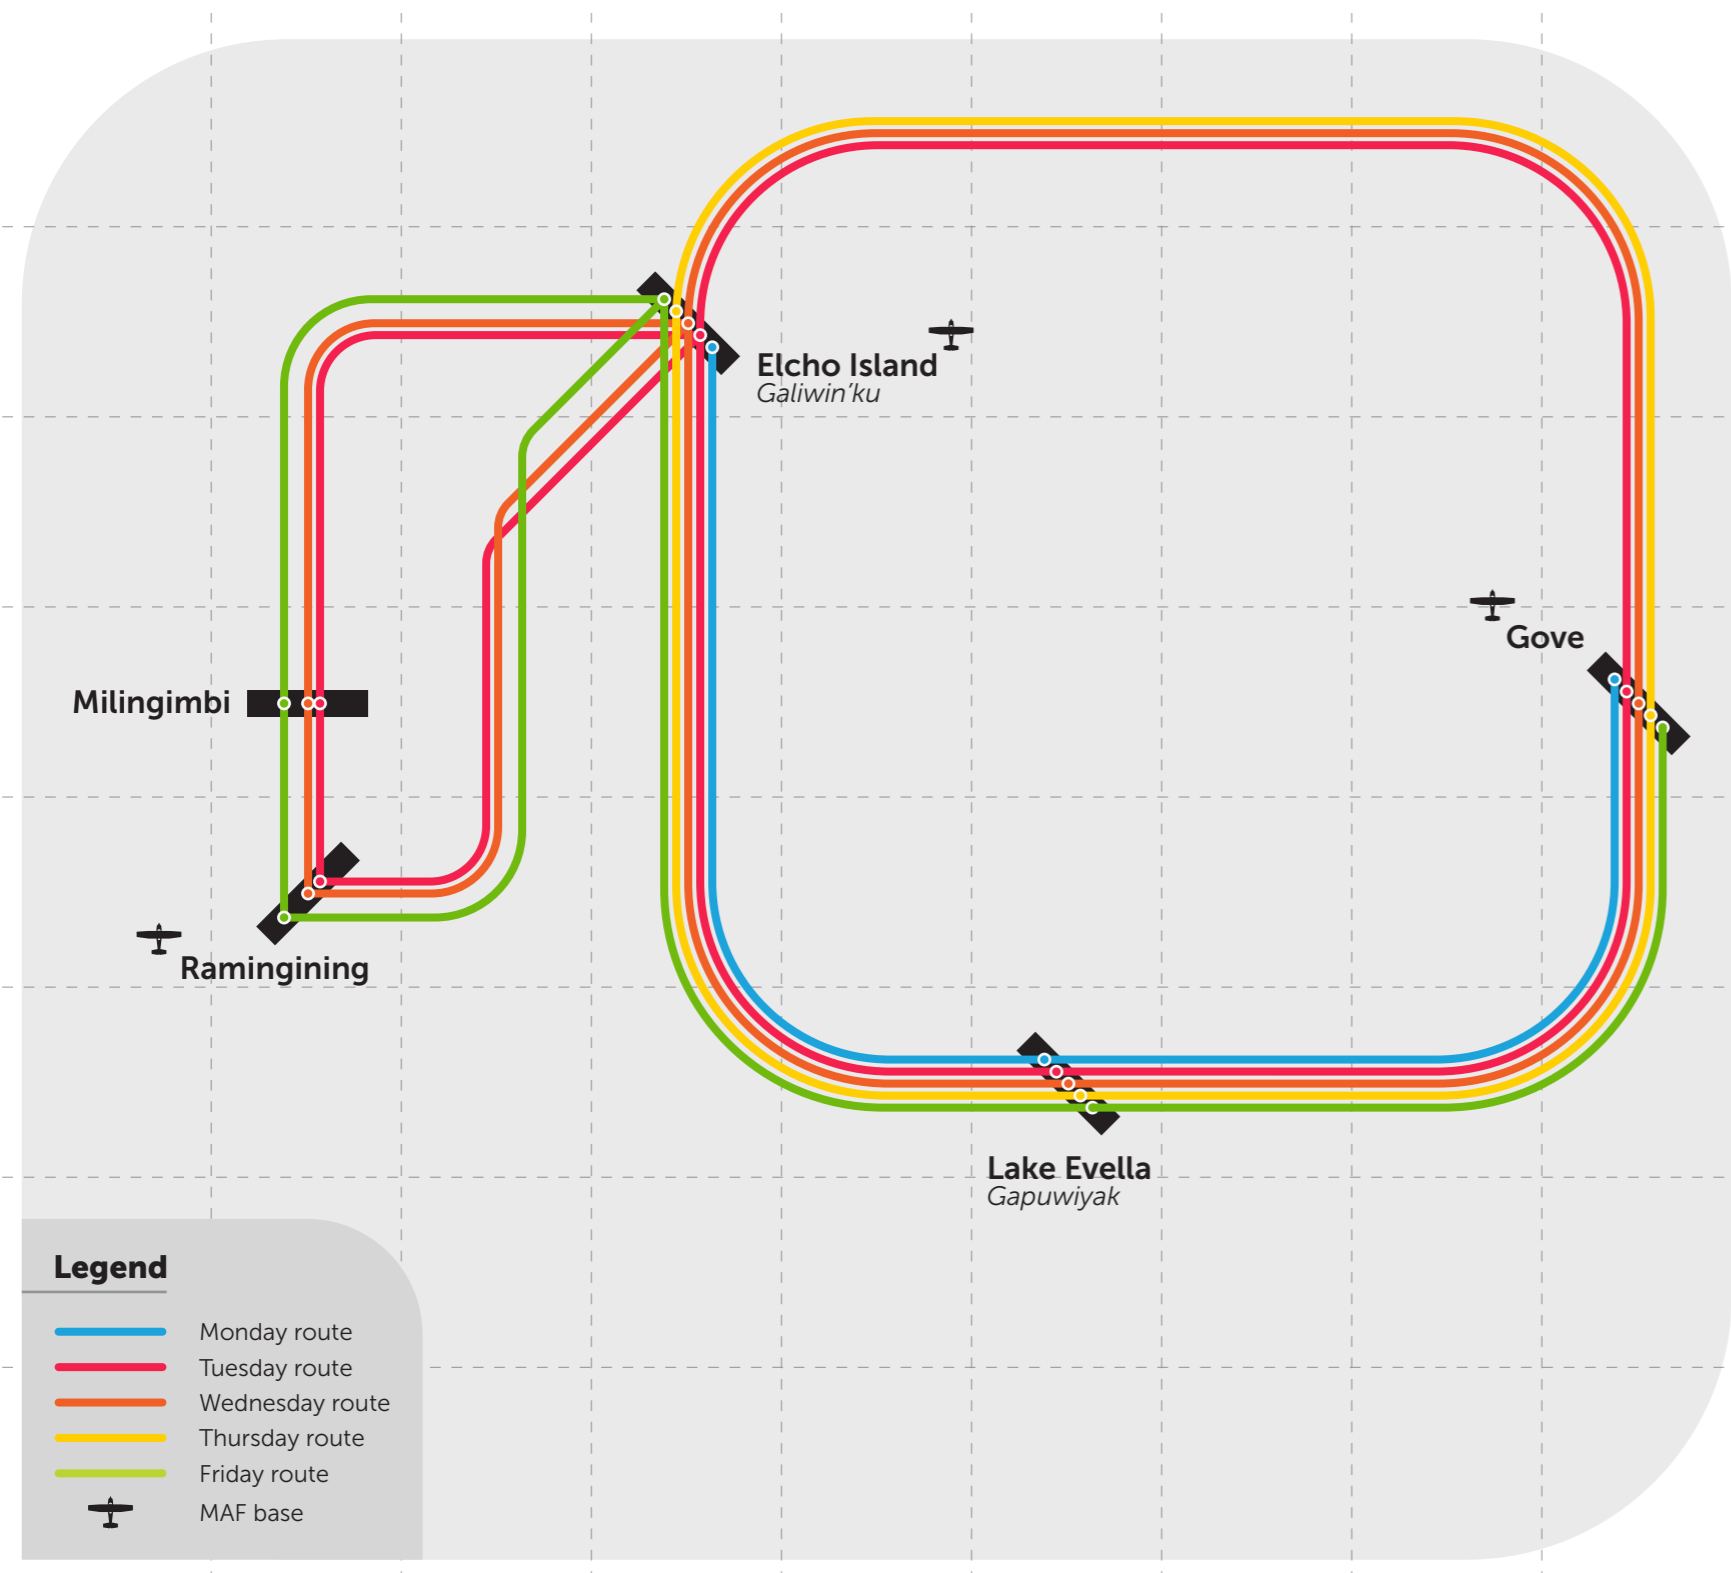 Elcho Island
Galiwin'ku
Gove
Milingimbi
Ramingining
Lake Evella
Gapuwiyak
Legend
Monday route
Tuesday route
Wednesday route
Thursday route
Friday route
MAF base